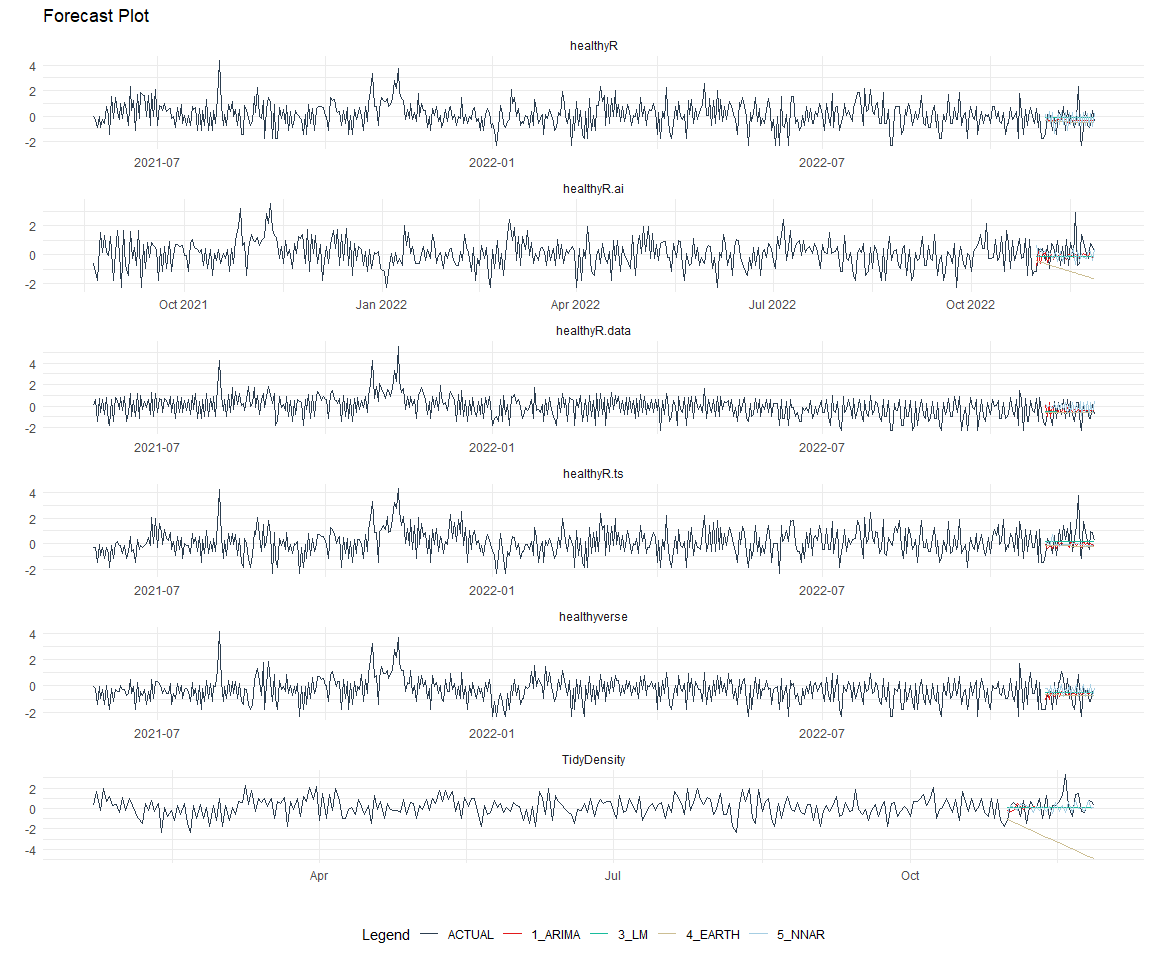 Forecast Plot
healthyR
4
2
0
-2
2021-07 2022-01 2022-07
healthyR.ai
2
0
-2
Oct 2021 Jan 2022 Apr 2022 Jul 2022 Oct 2022
healthyR.data
4
2
0
-2
2021-07 2022-01 2022-07
healthyR.ts
4
2
0
-2
2021-07 2022-01 2022-07
healthyverse
4
2
0
-2
2021-07 2022-01 2022-07
TidyDensity
2
0
-2
-4
Apr Jul Oct
Legend ACTUAL 1_ARIMA 3_LM 4_EARTH 5_NNAR